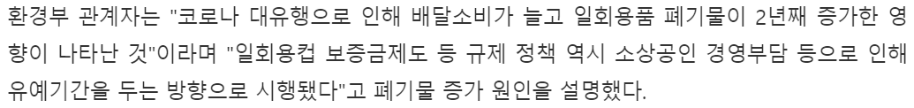 환경부 관계자는 "코로나 대유행으로 인해 배달소비가 늘고 일회용품 폐기물이 2년째 증가한 영
향이 나타난 것"이라며 "일회용컵 보증금제도 등 규제 정책 역시 소상공인 경영부담 등으로 인해
유예기간을 두는 방향으로 시행됐다"고 폐기물 증가 원인을 설명했다.